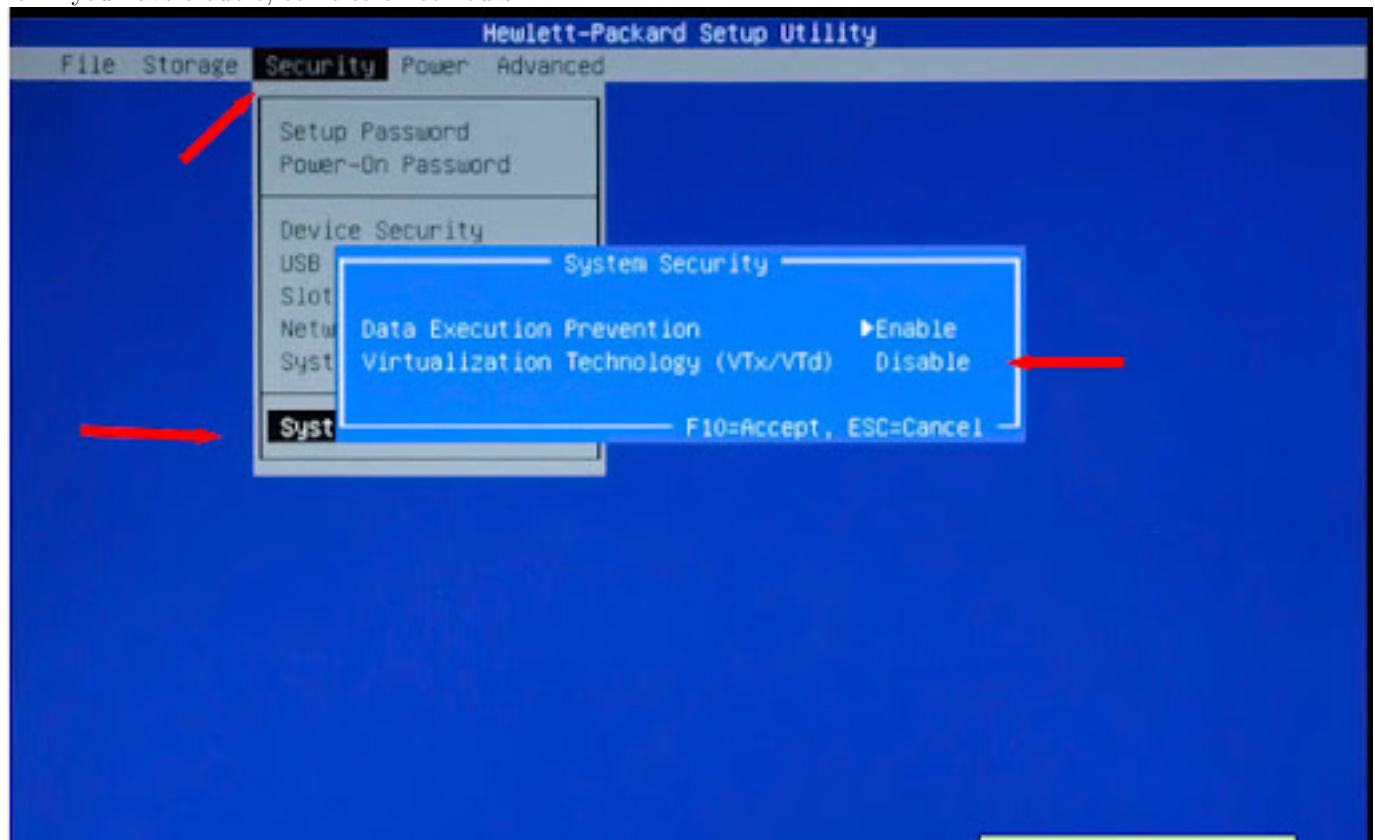 Hewlett-Packard Setup Utility
File Storage Security Power Advanced
Setup Password
Power-On Password
Device Security
USB
Slot
Netw
Syst
System Security
Data Execution Prevention ▶Enable
Virtualization Technology (VTx/VTd) Disable
F10=Accept, ESC=Cancel
Syst